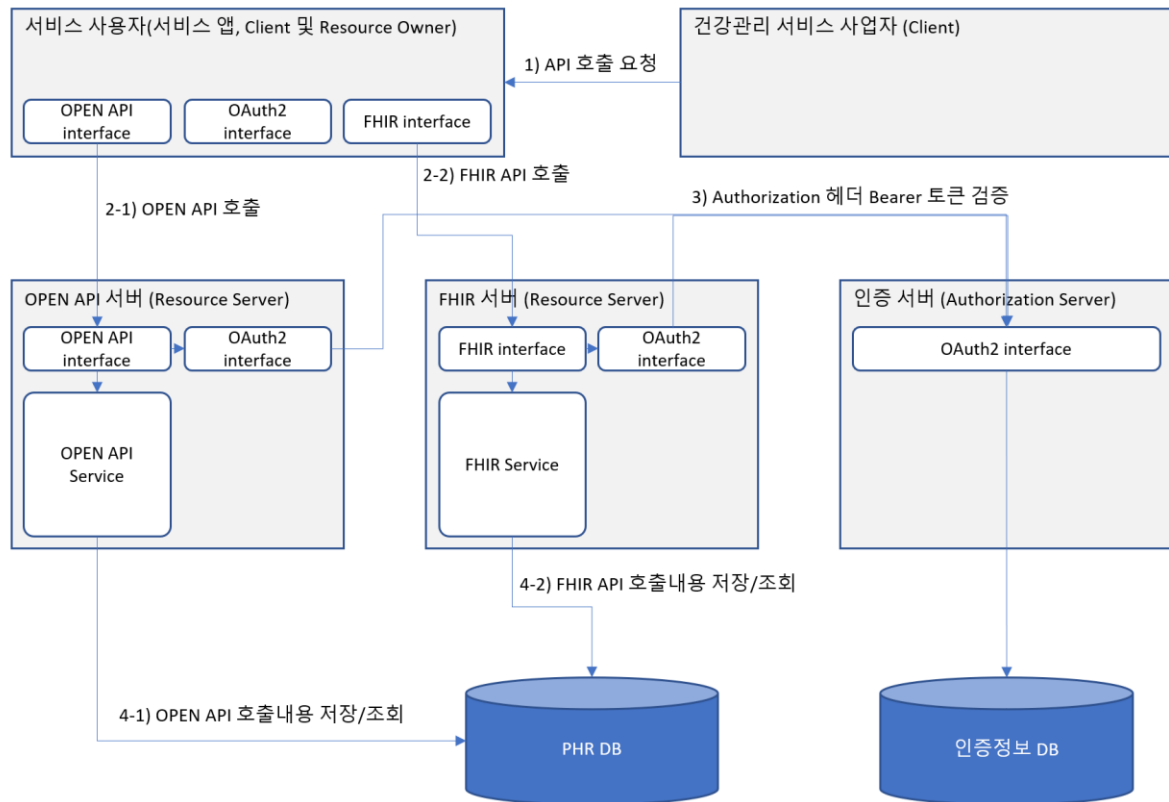 서비스 사용자(서비스 앱, Client 및 Resource Owner)
건강관리 서비스 사업자 (Client)
1) API 호출 요청
OPEN API
interface
OAuth2
interface
FHIR interface
2-1) OPEN API 호출
2-2) FHIR API 호출
3) Authorization 헤더 Bearer 토큰 검증
OPEN API 서버 (Resource Server)
OPEN API
interface
OAuth2
interface
OPEN API
Service
FHIR 서버 (Resource Server)
FHIR interface
OAuth2
interface
FHIR Service
인증 서버 (Authorization Server)
OAuth2 interface
4-2) FHIR API 호출내용 저장/조회
4-1) OPEN API 호출내용 저장/조회
PHR DB
인증정보 DB